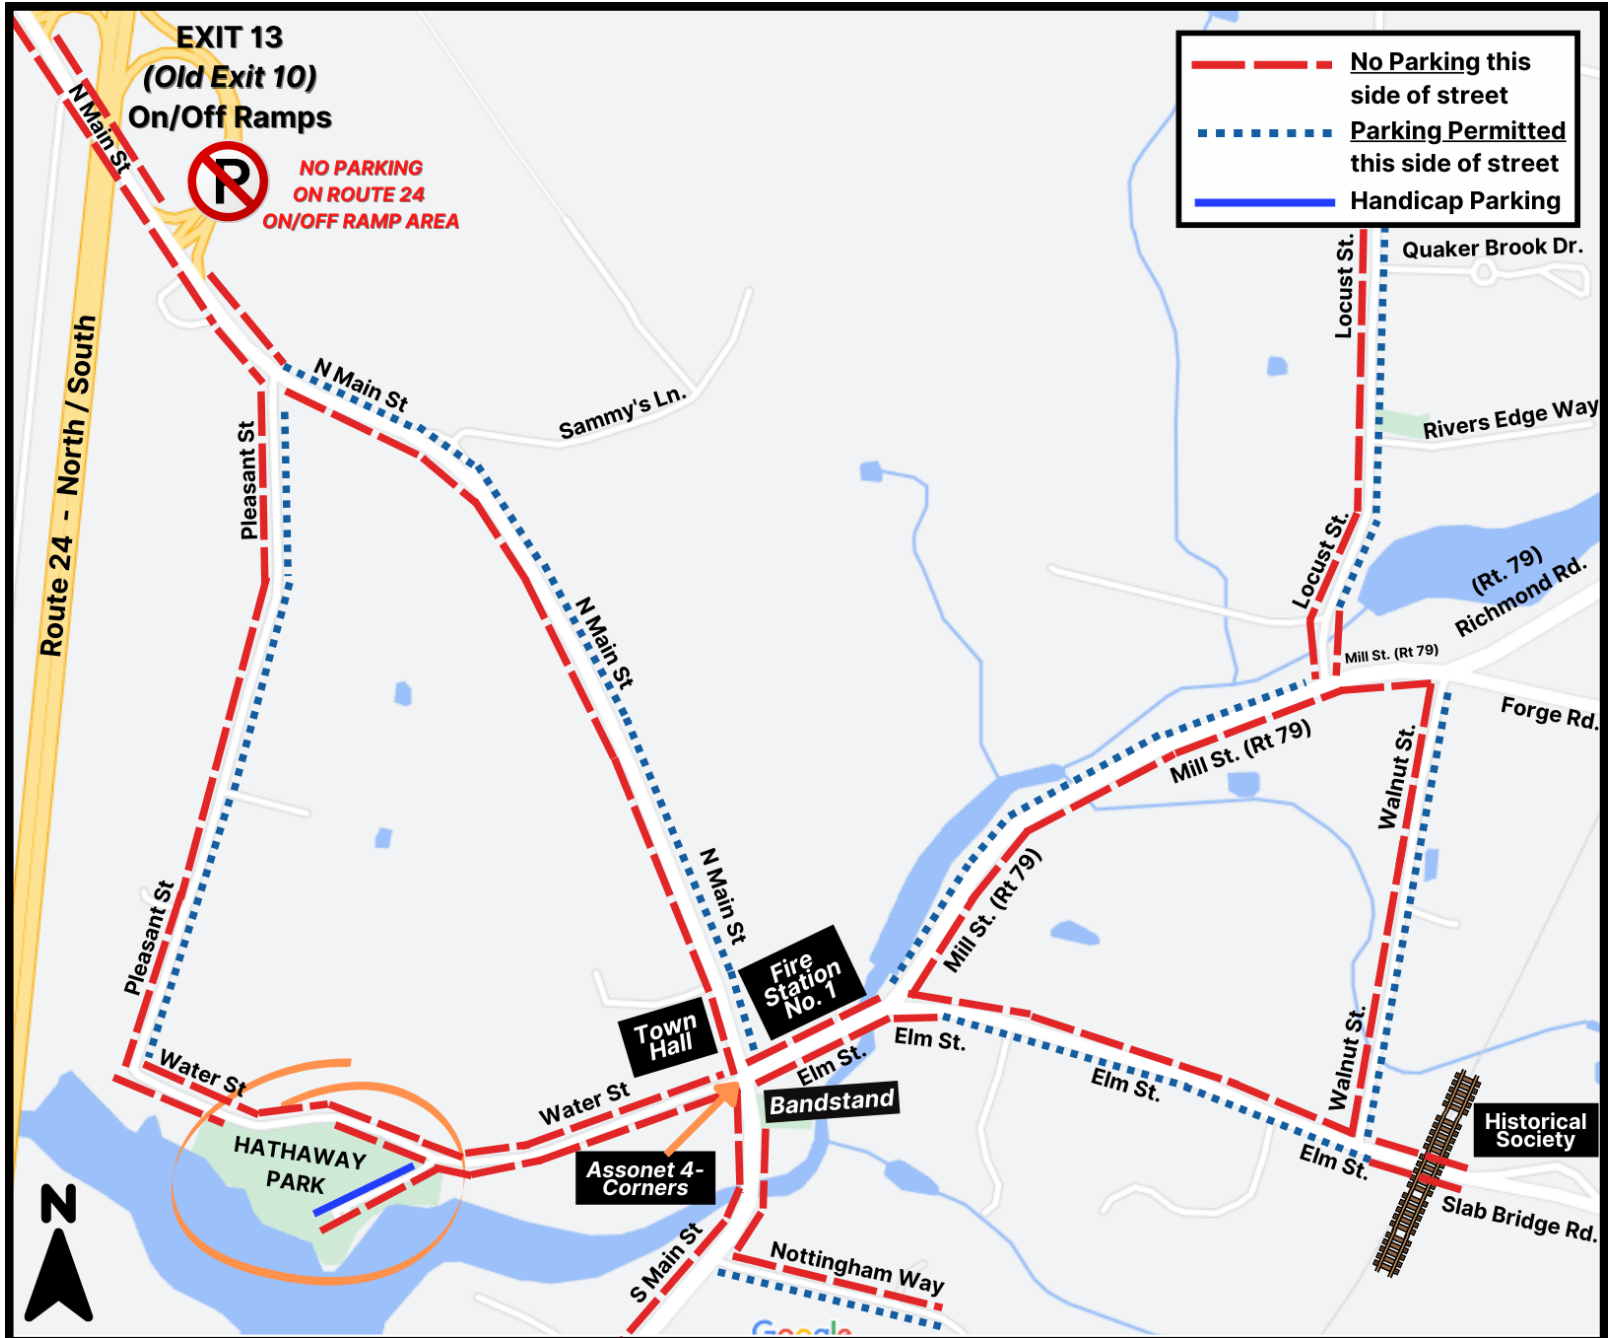 EXIT 13
(Old Exit 10)
On/Off Ramps
P
NO PARKING
ON ROUTE 24
ON/OFF RAMP AREA
No Parking this
side of street
Parking Permitted
this side of street
Handicap Parking
N Main St
Route 24 - North / South
N Main St
Sammy's Ln.
Pleasant St
N Main St
N Main St
Pleasant St
Locust St.
Quaker Brook Dr.
Rivers Edge Way
Locust St.
(Rt. 79)
Richmond Rd.
Mill St. (Rt 79)
Forge Rd.
Mill St. (Rt 79)
Walnut St.
Mill St. (Rt 79)
Fire
Station
No. 1
Town
Hall
Elm St.
Elm St.
Elm St.
Walnut St.
Water St
Water St
Bandstand
Historical
Society
HATHAWAY
PARK
Assonet 4-
Corners
Elm St.
Slab Bridge Rd.
N
S Main St
Nottingham Way
Google